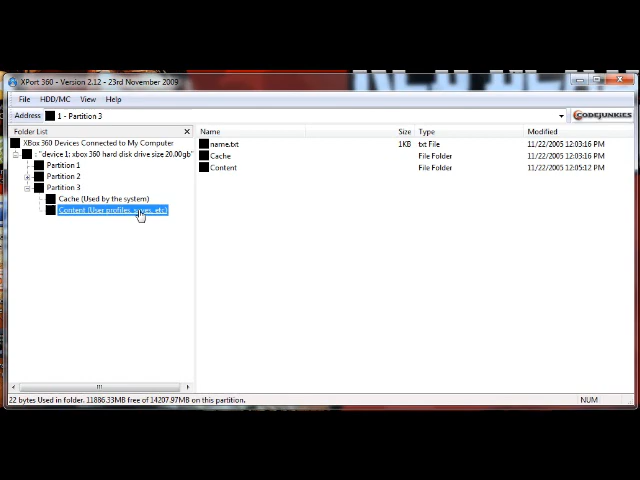 XPort 360 - Version 2.12 - 23rd November 2009
File HDD/MC View Help
Address 1 - Partition 3
CODEJUNKIES
Folder List
XBox 360 Devices Connected to My Computer
"device 1: xbox 360 hard disk drive size 20.00gb"
Partition 1
Partition 2
Partition 3
Cache (Used by the system)
Content (User profiles, saves, etc)
Name Size Type Modified
name.txt 1KB txt File 11/22/2005 12:03:16 PM
Cache File Folder 11/22/2005 12:03:16 PM
Content File Folder 11/22/2005 12:05:12 PM
22 bytes Used in folder. 11886.33MB free of 14207.97MB on this partition.
NUM